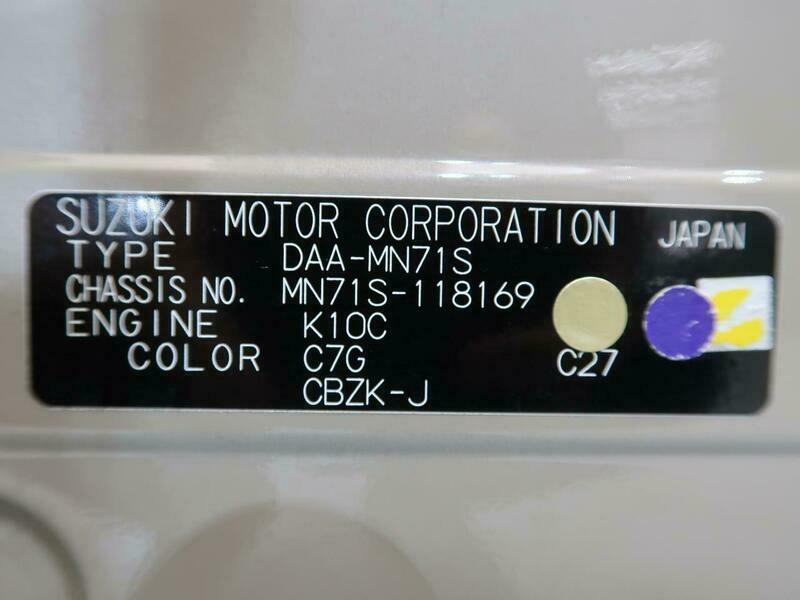 SUZUKI MOTOR CORPORATION JAPAN
TYPE DAA-MN71S
CHASSIS NO. MN71S-118169
ENGINE K10C
COLOR C7G C27
CBZK-J